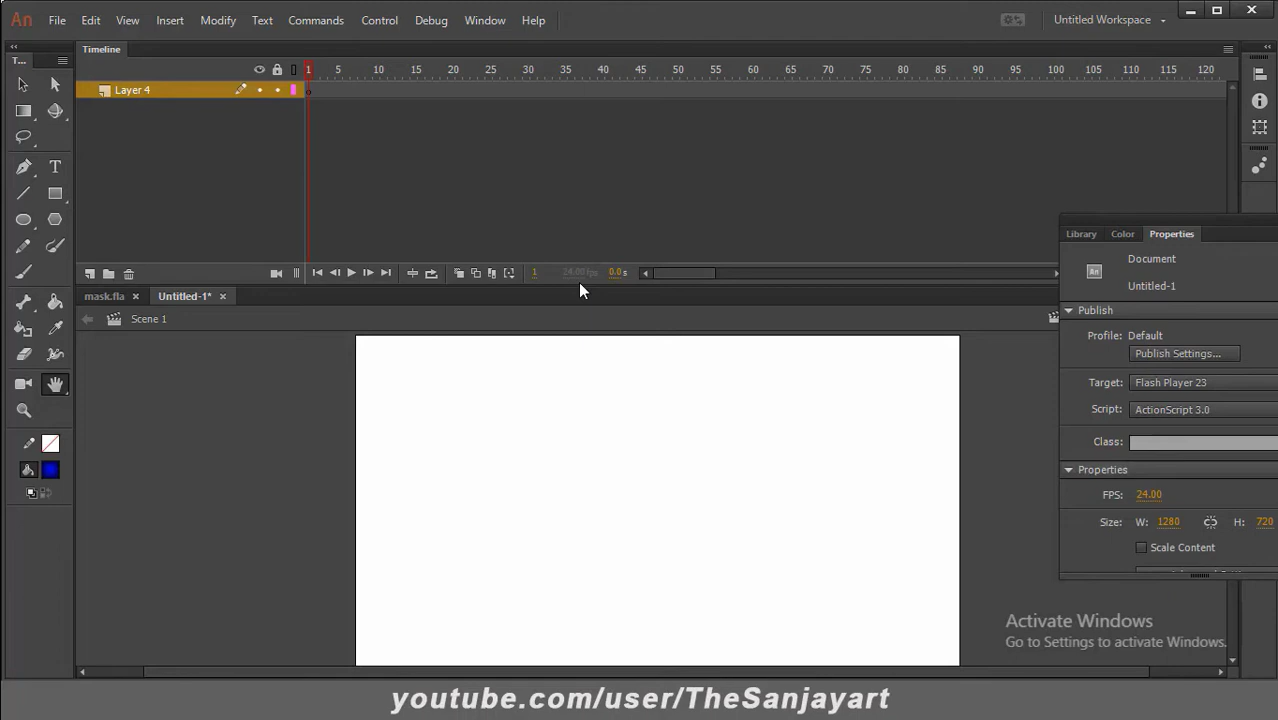 An File Edit View Insert Modify Text Commands Control Debug Window Help Untitled Workspace
Timeline
T...
1 5 10 15 20 25 30 35 40 45 50 55 60 65 70 75 80 85 90 95 100 105 110 115 120
Layer 4
T
Library Color Properties
An Document
Untitled-1
1 24.00 fps 0.0 s
mask.fla × Untitled-1* ×
Scene 1
Publish
Profile: Default
Publish Settings...
Target: Flash Player 23
Script: ActionScript 3.0
Class:
Properties
FPS: 24.00
Size: W: 1280 H: 720
Scale Content
Activate Windows
Go to Settings to activate Windows.
youtube.com/user/TheSanjayart